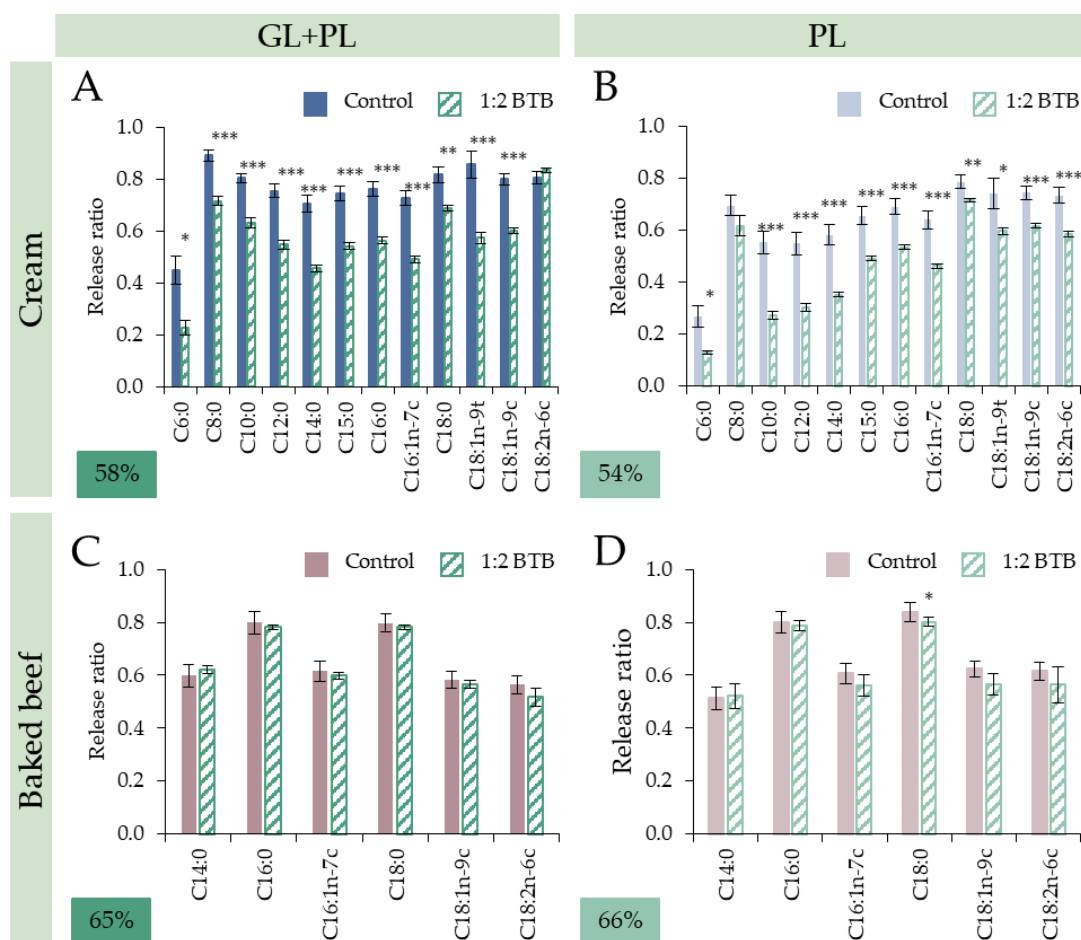 GL+PL
PL
Cream
A
Control
1:2 BTB
Release ratio
1.0
0.8
0.6
0.4
0.2
0.0
*
***
***
***
***
***
***
***
**
***
***
C6:0
C8:0
C10:0
C12:0
C14:0
C15:0
C16:0
C16:1n-7c
C18:0
C18:1n-9t
C18:1n-9c
C18:2n-6c
58%
B
Control
1:2 BTB
Release ratio
1.0
0.8
0.6
0.4
0.2
0.0
*
***
***
***
***
***
***
**
*
***
***
C6:0
C8:0
C10:0
C12:0
C14:0
C15:0
C16:0
C16:1n-7c
C18:0
C18:1n-9t
C18:1n-9c
C18:2n-6c
54%
Baked beef
C
Control
1:2 BTB
Release ratio
1.0
0.8
0.6
0.4
0.2
0.0
C14:0
C16:0
C16:1n-7c
C18:0
C18:1n-9c
C18:2n-6c
65%
D
Control
1:2 BTB
Release ratio
1.0
0.8
0.6
0.4
0.2
0.0
*
C14:0
C16:0
C16:1n-7c
C18:0
C18:1n-9c
C18:2n-6c
66%